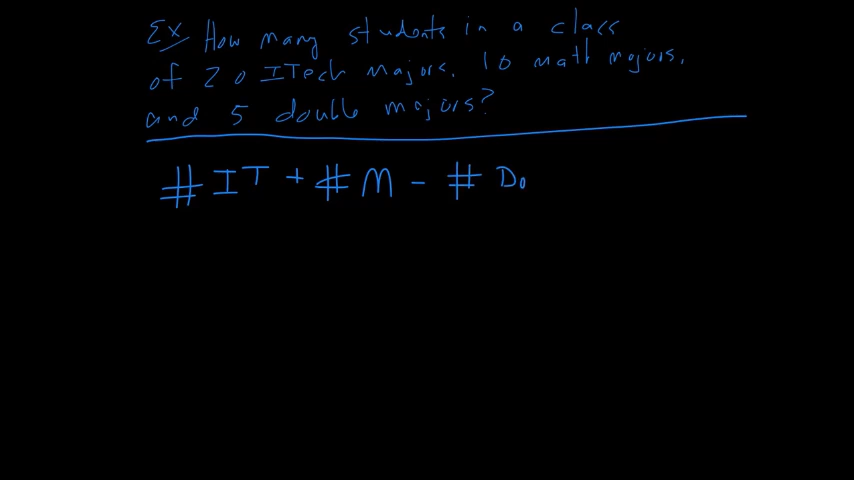 Ex How many students in a class
of 20 ITech majors, 10 math majors,
and 5 double majors?
# IT + # M - # Do